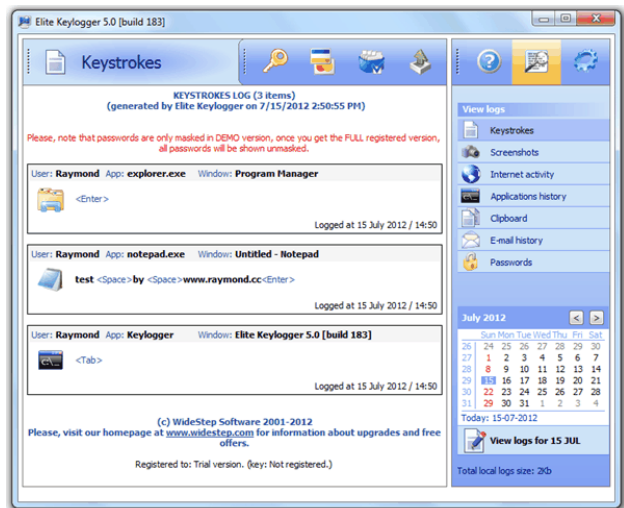 Elite Keylogger 5.0 [build 183]
Keystrokes
KEYSTROKES LOG (3 items)
(generated by Elite Keylogger on 7/15/2012 2:50:55 PM)
Please, note that passwords are only masked in DEMO version, once you get the FULL registered version,
all passwords will be shown unmasked.
User: Raymond App: explorer.exe Window: Program Manager
<Enter>
Logged at 15 July 2012 / 14:50
User: Raymond App: notepad.exe Window: Untitled - Notepad
test <Space>by <Space>www.raymond.cc<Enter>
Logged at 15 July 2012 / 14:50
User: Raymond App: Keylogger Window: Elite Keylogger 5.0 [build 183]
<Tab>
Logged at 15 July 2012 / 14:50
(c) WideStep Software 2001-2012
Please, visit our homepage at www.widestep.com for information about upgrades and free
offers.
Registered to: Trial version. (key: Not registered.)
View logs
Keystrokes
Screenshots
Internet activity
Applications history
Clipboard
E-mail history
Passwords
July 2012 < >
Sun Mon Tue Wed Thu Fri Sat
26 24 25 26 27 28 29 30
27 1 2 3 4 5 6 7
28 8 9 10 11 12 13 14
29 15 16 17 18 19 20 21
30 22 23 24 25 26 27 28
31 29 30 31 1 2 3 4
Today: 15-07-2012
View logs for 15 JUL
Total local logs size: 2Kb